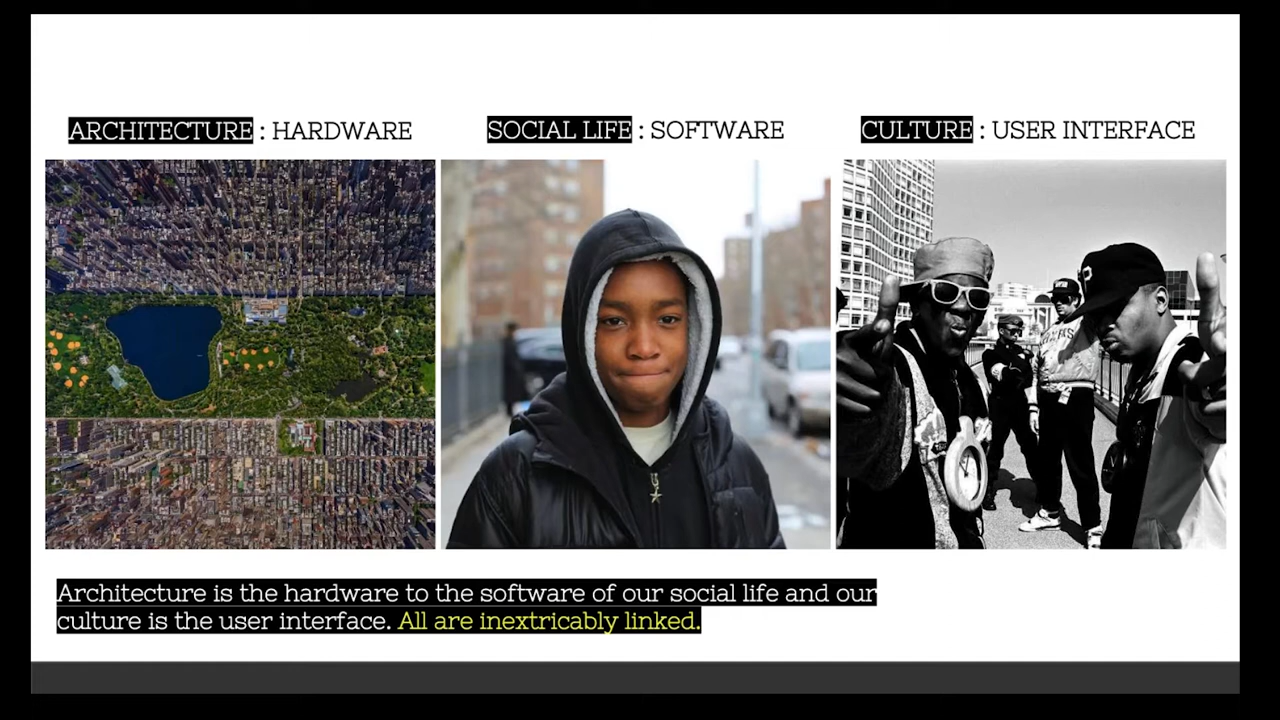 ARCHITECTURE : HARDWARE
SOCIAL LIFE : SOFTWARE
CULTURE : USER INTERFACE
P
Architecture is the hardware to the software of our social life and our
culture is the user interface. All are inextricably linked.